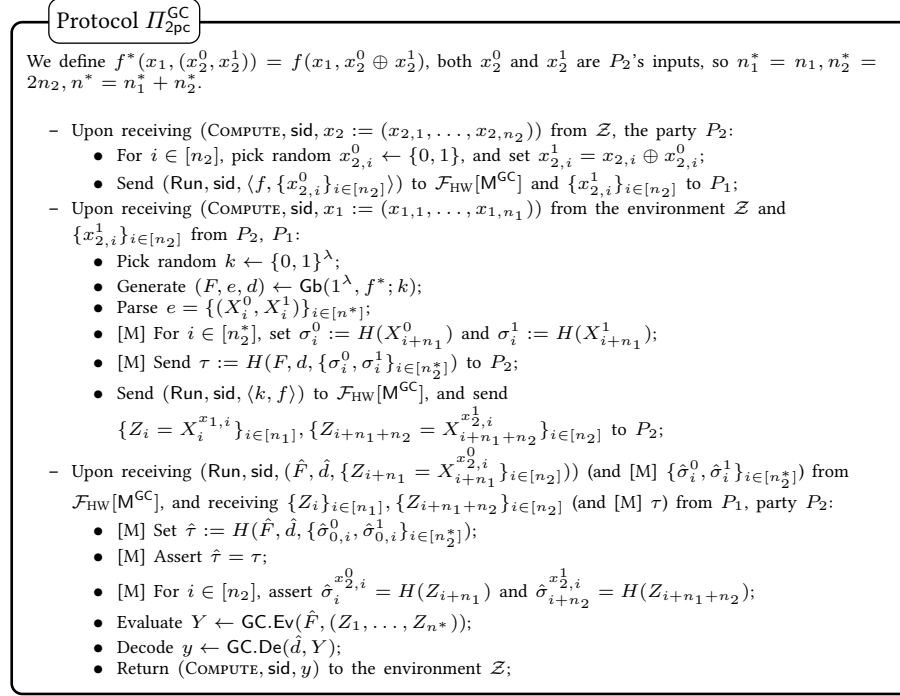 Protocol Π_{2pc}^{GC}
We define f^*(x_1, (x_2^0, x_2^1)) = f(x_1, x_2^0 ⊕ x_2^1), both x_2^0 and x_2^1 are P_2's inputs, so n_1^* = n_1, n_2^* =
2n_2, n^* = n_1^* + n_2^*.
– Upon receiving (COMPUTE, sid, x_2 := (x_{2,1}, . . . , x_{2,n_2})) from 𝒵, the party P_2:
• For i ∈ [n_2], pick random x_{2,i}^0 ← {0, 1}, and set x_{2,i}^1 = x_{2,i} ⊕ x_{2,i}^0;
• Send (Run, sid, ⟨f, {x_{2,i}^0}_{i∈[n_2]}⟩) to ℱ_{HW}[M^{GC}] and {x_{2,i}^1}_{i∈[n_2]} to P_1;
– Upon receiving (COMPUTE, sid, x_1 := (x_{1,1}, . . . , x_{1,n_1})) from the environment 𝒵 and
{x_{2,i}^1}_{i∈[n_2]} from P_2, P_1:
• Pick random k ← {0, 1}^λ;
• Generate (F, e, d) ← Gb(1^λ, f^*; k);
• Parse e = {(X_i^0, X_i^1)}_{i∈[n^*]};
• [M] For i ∈ [n_2^*], set σ_i^0 := H(X_{i+n_1}^0) and σ_i^1 := H(X_{i+n_1}^1);
• [M] Send τ := H(F, d, {σ_i^0, σ_i^1}_{i∈[n_2^*]}) to P_2;
• Send (Run, sid, ⟨k, f⟩) to ℱ_{HW}[M^{GC}], and send
{Z_i = X_i^{x_{1,i}}}_{i∈[n_1]}, {Z_{i+n_1+n_2} = X_{i+n_1+n_2}^{x_{2,i}^1}}_{i∈[n_2]} to P_2;
– Upon receiving (Run, sid, (F̂, d̂, {Z_{i+n_1} = X_{i+n_1}^{x_{2,i}^0}}_{i∈[n_2]})) (and [M] {σ̂_i^0, σ̂_i^1}_{i∈[n_2^*]}) from
ℱ_{HW}[M^{GC}], and receiving {Z_i}_{i∈[n_1]}, {Z_{i+n_1+n_2}}_{i∈[n_2]} (and [M] τ) from P_1, party P_2:
• [M] Set τ̂ := H(F̂, d̂, {σ̂_{0,i}^0, σ̂_{0,i}^1}_{i∈[n_2^*]});
• [M] Assert τ̂ = τ;
• [M] For i ∈ [n_2], assert σ̂_i^{x_{2,i}^0} = H(Z_{i+n_1}) and σ̂_{i+n_2}^{x_{2,i}^1} = H(Z_{i+n_1+n_2});
• Evaluate Y ← GC.Ev(F̂, (Z_1, . . . , Z_{n^*}));
• Decode y ← GC.De(d̂, Y);
• Return (COMPUTE, sid, y) to the environment 𝒵;